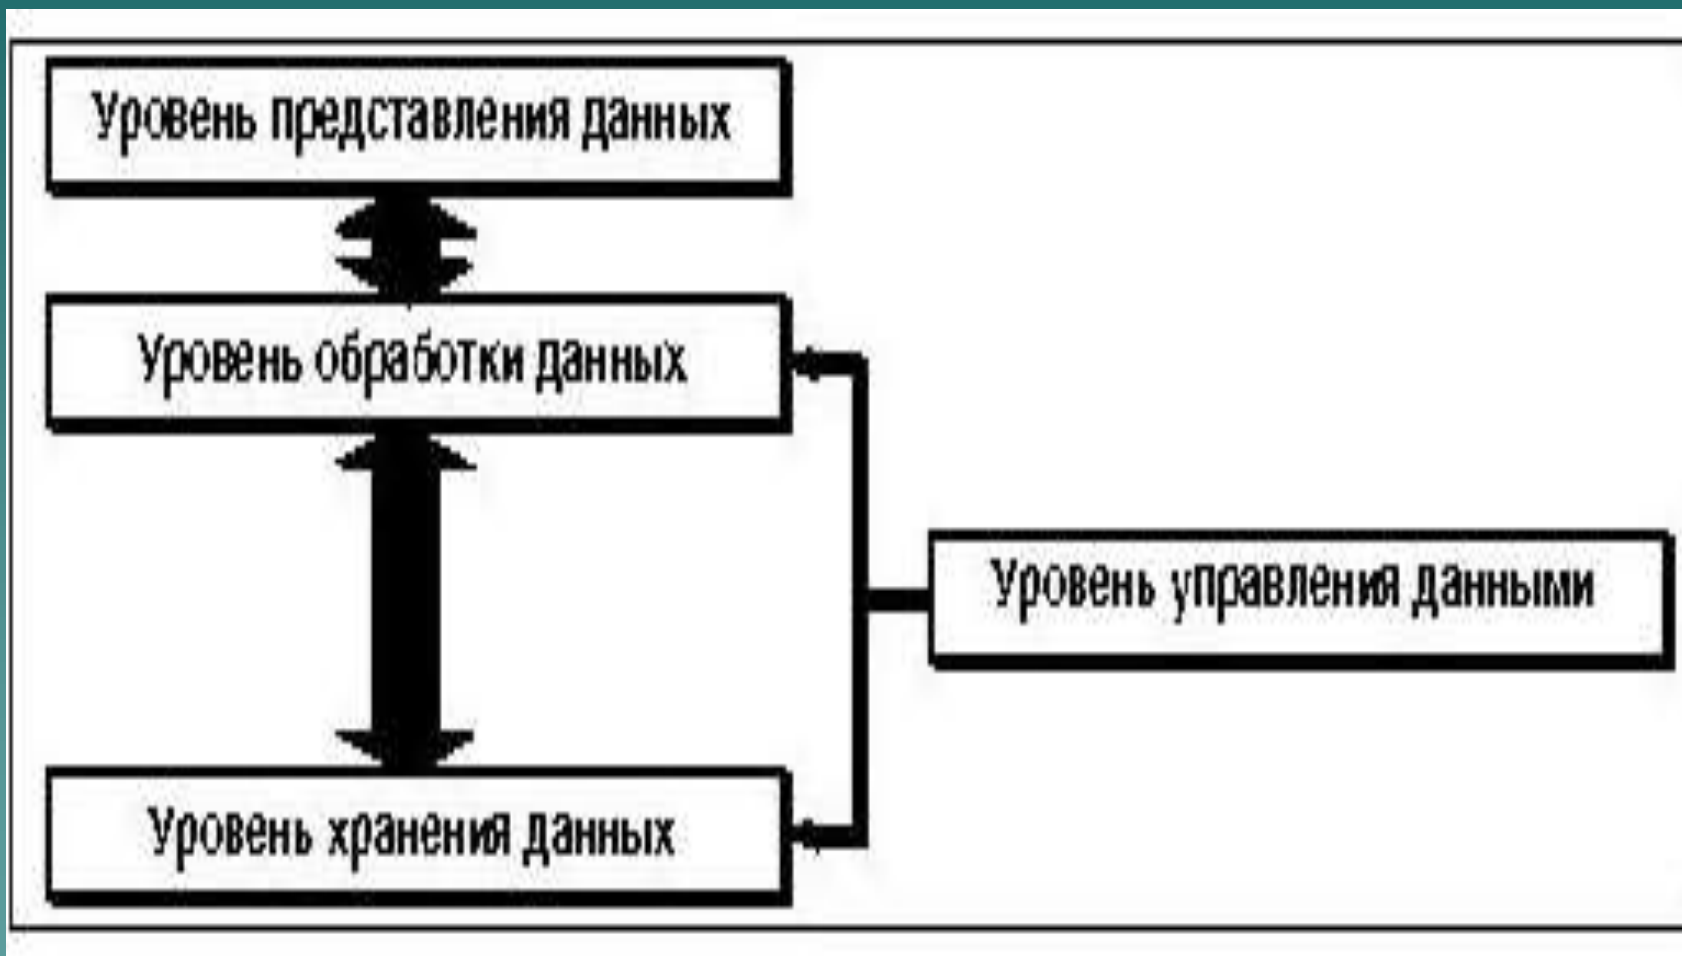 Уровень представления данных
Уровень обработки данных
Уровень управления данными
Уровень хранения данных